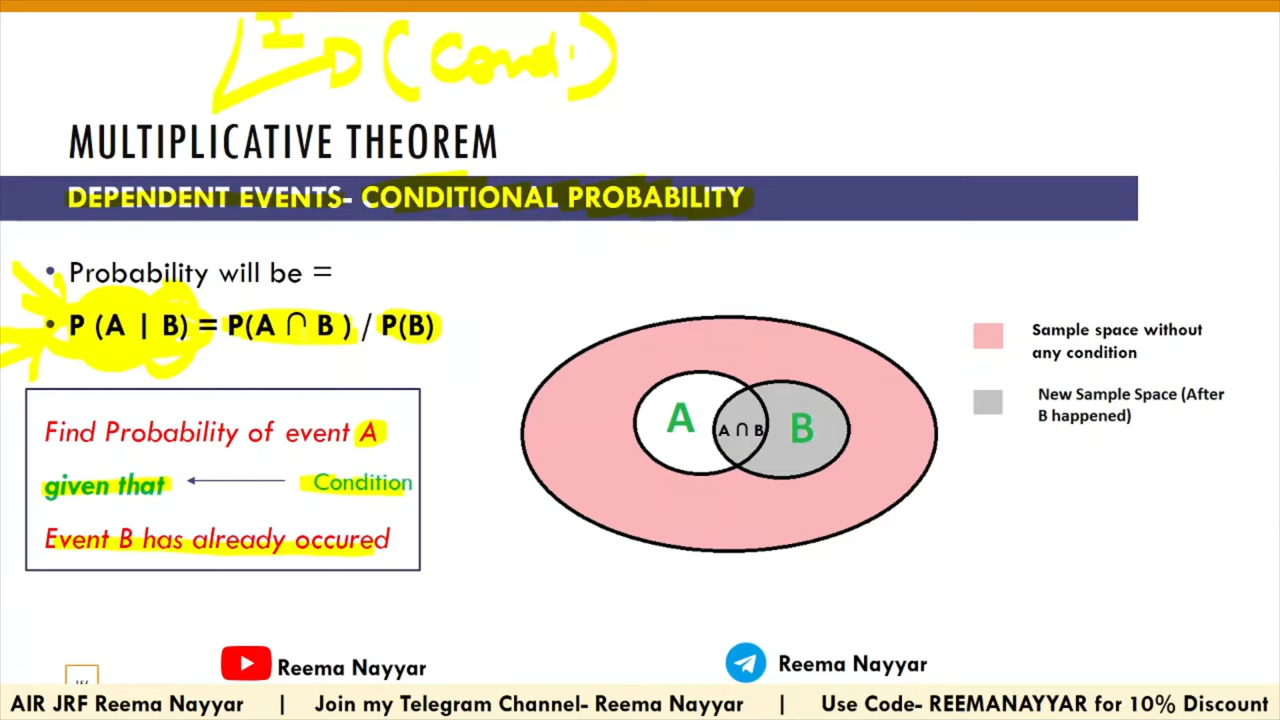 I
D (Cond.)
MULTIPLICATIVE THEOREM
DEPENDENT EVENTS- CONDITIONAL PROBABILITY
• Probability will be =
• P (A | B) = P(A ∩ B ) / P(B)
Find Probability of event A
given that
Condition
Event B has already occured
A
A ∩ B
B
Sample space without
any condition
New Sample Space (After
B happened)
Reema Nayyar
Reema Nayyar
AIR JRF Reema Nayyar | Join my Telegram Channel- Reema Nayyar | Use Code- REEMANAYYAR for 10% Discount